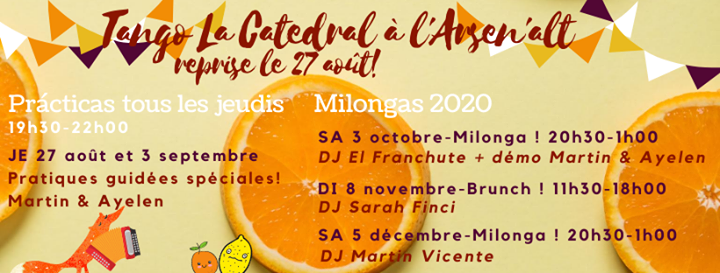 Tango La Catedral à l'Arsen'alt
reprise le 27 août!
Prácticas tous les jeudis
19h30-22h00
JE 27 août et 3 septembre
Pratiques guidées spéciales!
Martin & Ayelen
Milongas 2020
SA 3 octobre-Milonga ! 20h30-1h00
DJ El Franchute + démo Martin & Ayelen
DI 8 novembre-Brunch ! 11h30-18h00
DJ Sarah Finci
SA 5 décembre-Milonga ! 20h30-1h00
DJ Martin Vicente